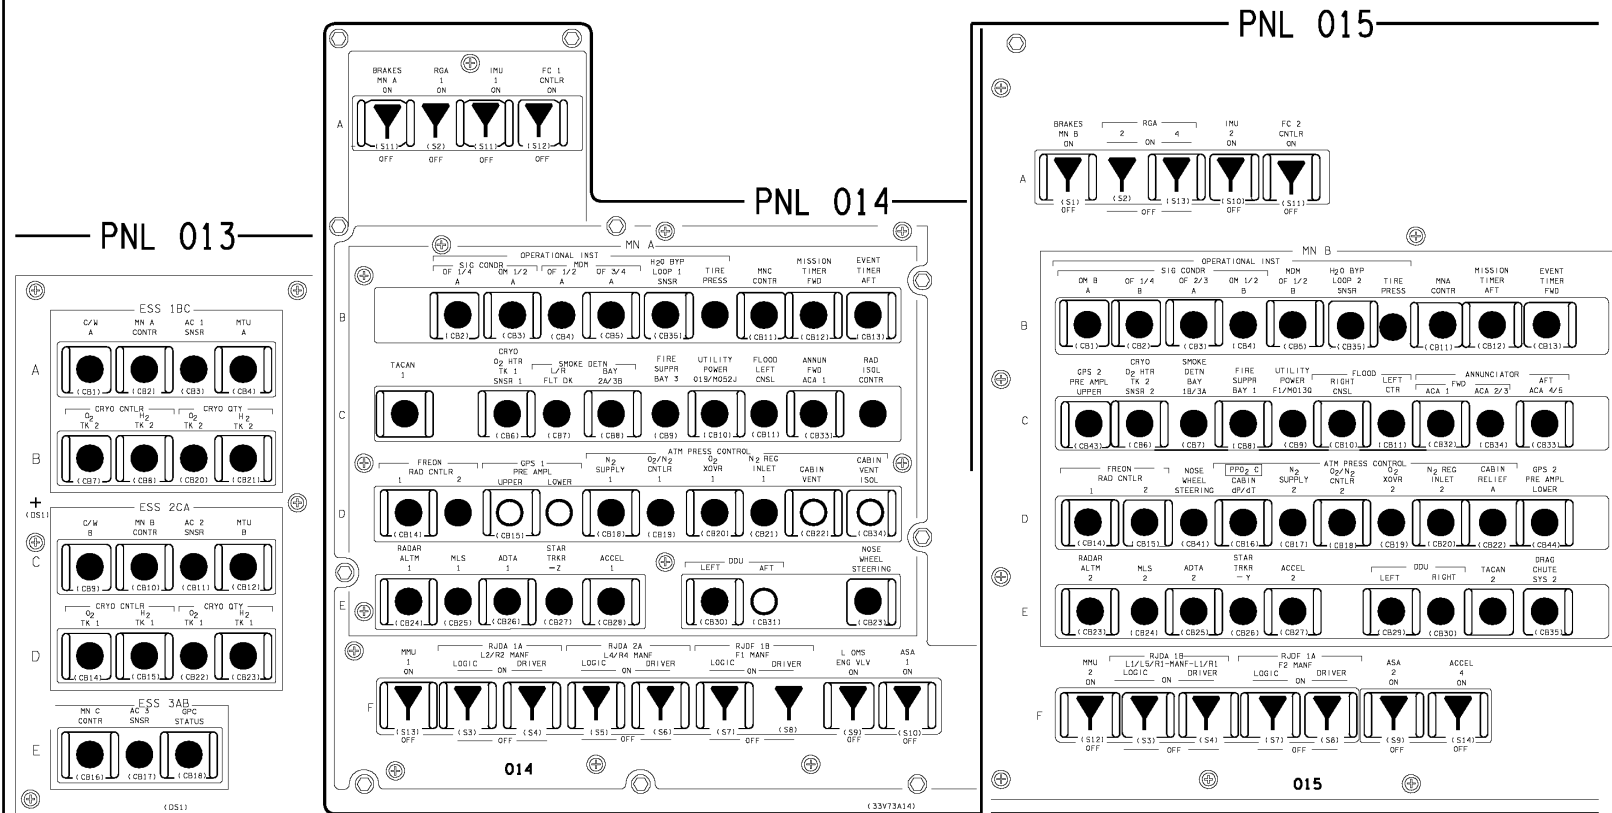 PNL 013
ESS 1BC
C/W MN A AC 1 MTU
A CONTR SNSR A
A
(CB1) (CB2) (CB3) (CB4)
CRYO CNTLR CRYO QTY
O2 H2 O2 H2
TK 2 TK 2 TK 2 TK 2
B
(CB7) (CB8) (CB20) (CB21)
(DS1)
ESS 2CA
C/W MN B AC 2 MTU
B CONTR SNSR B
C
(CB9) (CB10) (CB11) (CB12)
CRYO CNTLR CRYO QTY
O2 H2 O2 H2
TK 1 TK 1 TK 1 TK 1
D
(CB14) (CB15) (CB22) (CB23)
ESS 3AB
MN C AC 3 GPC
CONTR SNSR STATUS
E
(CB16) (CB17) (CB18)
(DS1)
PNL 014
BRAKES RGA IMU FC 1
MN A 1 1 CNTLR
ON ON ON ON
A
(S11) (S2) (S11) (S12)
OFF OFF OFF OFF
MN A
OPERATIONAL INST
SIG CONDR MDM H2O BYP MISSION EVENT
OF 1/4 OM 1/2 OF 1/2 OF 3/4 LOOP 1 TIRE MNC TIMER TIMER
A A A A SNSR PRESS CONTR FWD AFT
B
(CB2) (CB3) (CB4) (CB5) (CB35) (CB11) (CB12) (CB13)
CRYO
O2 HTR SMOKE DETN FIRE UTILITY FLOOD ANNUN RAD
TACAN TK 1 L/R BAY SUPPR POWER LEFT FWD ISOL
1 SNSR 1 FLT DK 2A/3B BAY 3 019/M052J CNSL ACA 1 CONTR
C
(CB6) (CB7) (CB8) (CB9) (CB10) (CB11) (CB33)
ATM PRESS CONTROL
FREON GPS 1 N2 O2/N2 O2 N2 REG CABIN
RAD CNTLR PRE AMPL SUPPLY CNTLR XOVR INLET CABIN VENT
1 2 UPPER LOWER 1 1 1 1 VENT ISOL
D
(CB14) (CB15) (CB18) (CB19) (CB20) (CB21) (CB22) (CB34)
RADAR STAR NOSE
ALTM MLS ADTA TRKR ACCEL DDU WHEEL
1 1 1 -Z 1 LEFT AFT STEERING
E
(CB24) (CB25) (CB26) (CB27) (CB28) (CB30) (CB31) (CB23)
MMU RJDA 1A RJDA 2A RJDF 1B L OMS ASA
1 L2/R2 MANF L4/R4 MANF F1 MANF ENG VLV 1
ON LOGIC DRIVER LOGIC DRIVER LOGIC DRIVER ON ON
ON ON ON
F
(S13) (S3) (S4) (S5) (S6) (S7) (S8) (S9) (S10)
OFF OFF OFF OFF OFF OFF
014
(33V73A14)
PNL 015
BRAKES RGA IMU FC 2
MN B 2 4 2 CNTLR
ON ON ON ON
A
(S1) (S2) (S13) (S10) (S11)
OFF OFF OFF OFF
MN B
OPERATIONAL INST
SIG CONDR MDM H2O BYP MISSION EVENT
OM B OF 1/4 OF 2/3 OM 1/2 OF 1/2 LOOP 2 TIRE MNA TIMER TIMER
A B A B B SNSR PRESS CONTR AFT FWD
B
(CB1) (CB2) (CB3) (CB4) (CB5) (CB35) (CB11) (CB12) (CB13)
CRYO SMOKE
GPS 2 O2 HTR DETN FIRE UTILITY FLOOD ANNUNCIATOR
PRE AMPL TK 2 BAY SUPPR POWER RIGHT LEFT FWD AFT
UPPER SNSR 2 1B/3A BAY 1 F1/M013Q CNSL CTR ACA 1 ACA 2/3 ACA 4/5
C
(CB43) (CB6) (CB7) (CB8) (CB9) (CB10) (CB11) (CB32) (CB34) (CB33)
ATM PRESS CONTROL
FREON NOSE PPO2 C N2 O2/N2 O2 N2 REG CABIN GPS 2
RAD CNTLR WHEEL CABIN SUPPLY CNTLR XOVR INLET RELIEF PRE AMPL
1 2 STEERING dP/dT 2 2 2 2 A LOWER
D
(CB14) (CB15) (CB41) (CB16) (CB17) (CB18) (CB19) (CB20) (CB22) (CB44)
RADAR STAR DRAG
ALTM MLS ADTA TRKR ACCEL DDU TACAN CHUTE
2 2 2 -Y 2 LEFT RIGHT 2 SYS 2
E
(CB23) (CB24) (CB25) (CB26) (CB27) (CB29) (CB30) (CB35)
MMU RJDA 1B RJDF 1A ASA ACCEL
2 L1/L5/R1-MANF-L1/R1 F2 MANF 2 4
ON LOGIC DRIVER LOGIC DRIVER ON ON
ON ON
F
(S12) (S3) (S4) (S7) (S8) (S9) (S14)
OFF OFF OFF OFF OFF
015